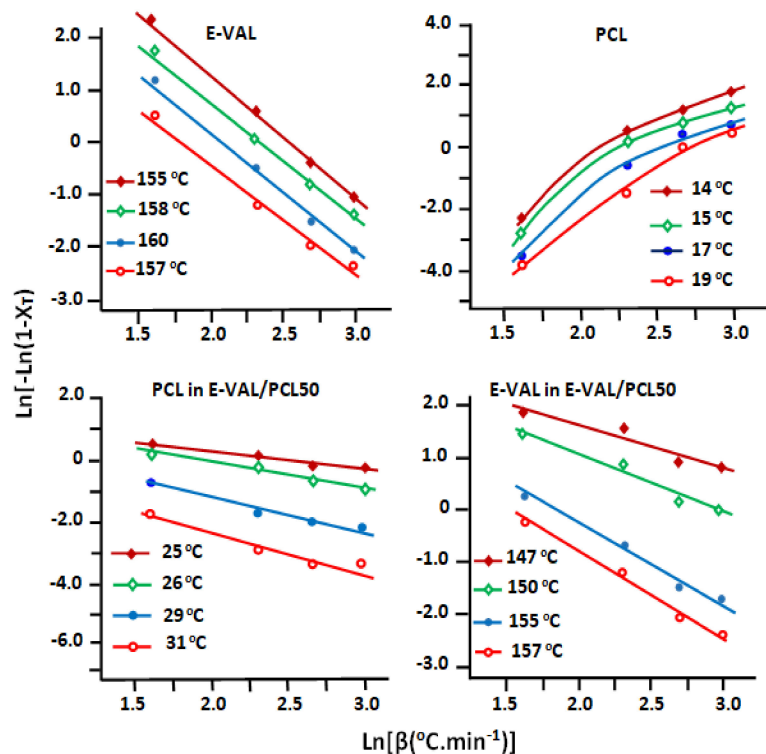 E-VAL
2.0
1.0
0
-1.0
-2.0
-3.0
155 °C
158 °C
160
157 °C
1.5
2.0
2.5
3.0
PCL
4.0
2.0
0
-2.0
-4.0
14 °C
15 °C
17 °C
19 °C
1.5
2.0
2.5
3.0
Ln[-Ln(1-XT)
PCL in E-VAL/PCL50
2.0
0
-2.0
-4.0
-6.0
25 °C
26 °C
29 °C
31 °C
1.5
2.0
2.5
3.0
E-VAL in E-VAL/PCL50
2.0
1.0
0
-1.0
-2.0
-3.0
147 °C
150 °C
155 °C
157 °C
1.5
2.0
2.5
3.0
Ln[β(°C.min⁻¹)]